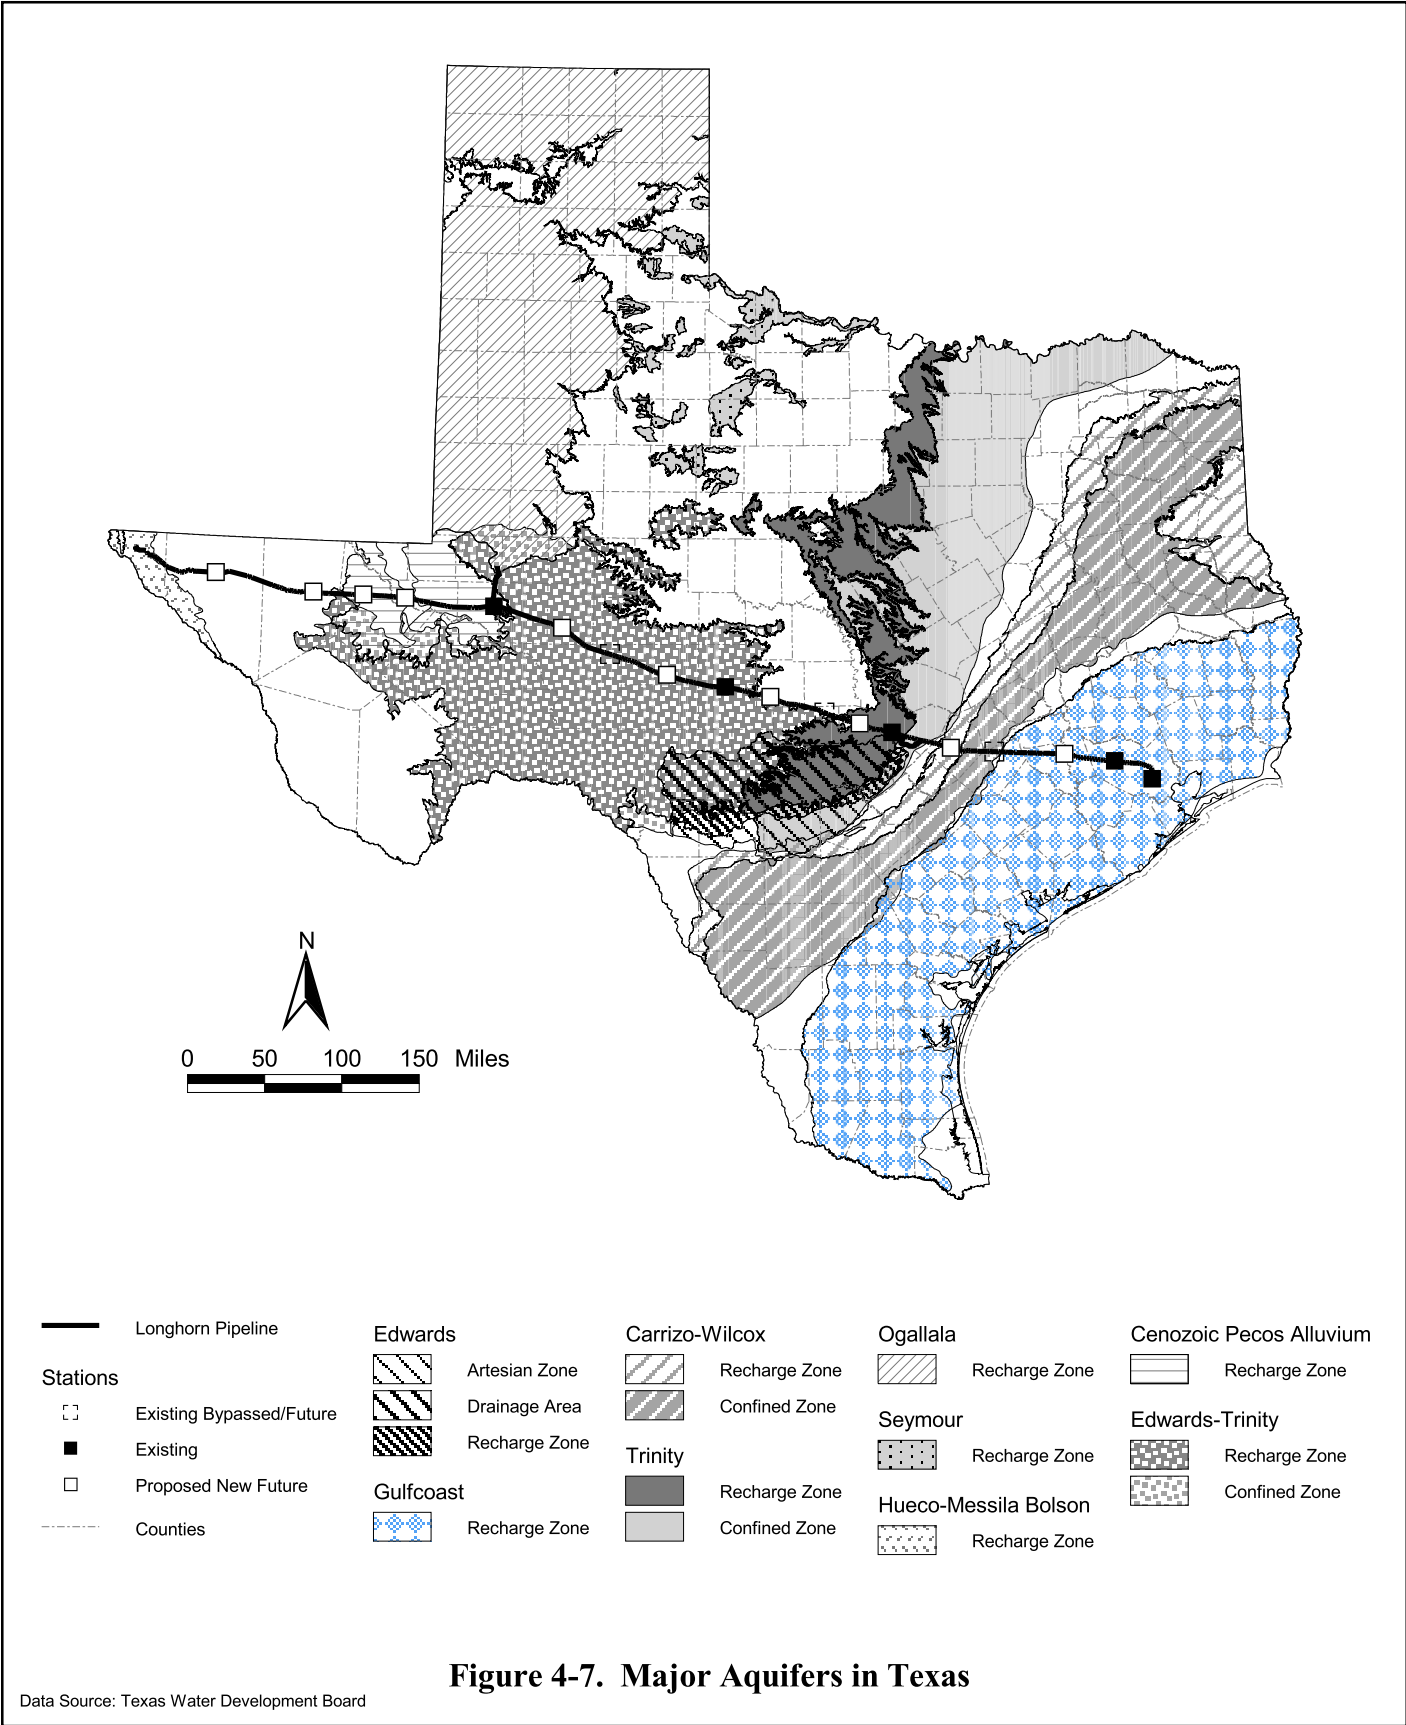 N
0 50 100 150 Miles
Longhorn Pipeline
Stations
Existing Bypassed/Future
Existing
Proposed New Future
Counties
Edwards
Artesian Zone
Drainage Area
Recharge Zone
Gulfcoast
Recharge Zone
Carrizo-Wilcox
Recharge Zone
Confined Zone
Trinity
Recharge Zone
Confined Zone
Ogallala
Recharge Zone
Seymour
Recharge Zone
Hueco-Messila Bolson
Recharge Zone
Cenozoic Pecos Alluvium
Recharge Zone
Edwards-Trinity
Recharge Zone
Confined Zone
Figure 4-7. Major Aquifers in Texas
Data Source: Texas Water Development Board